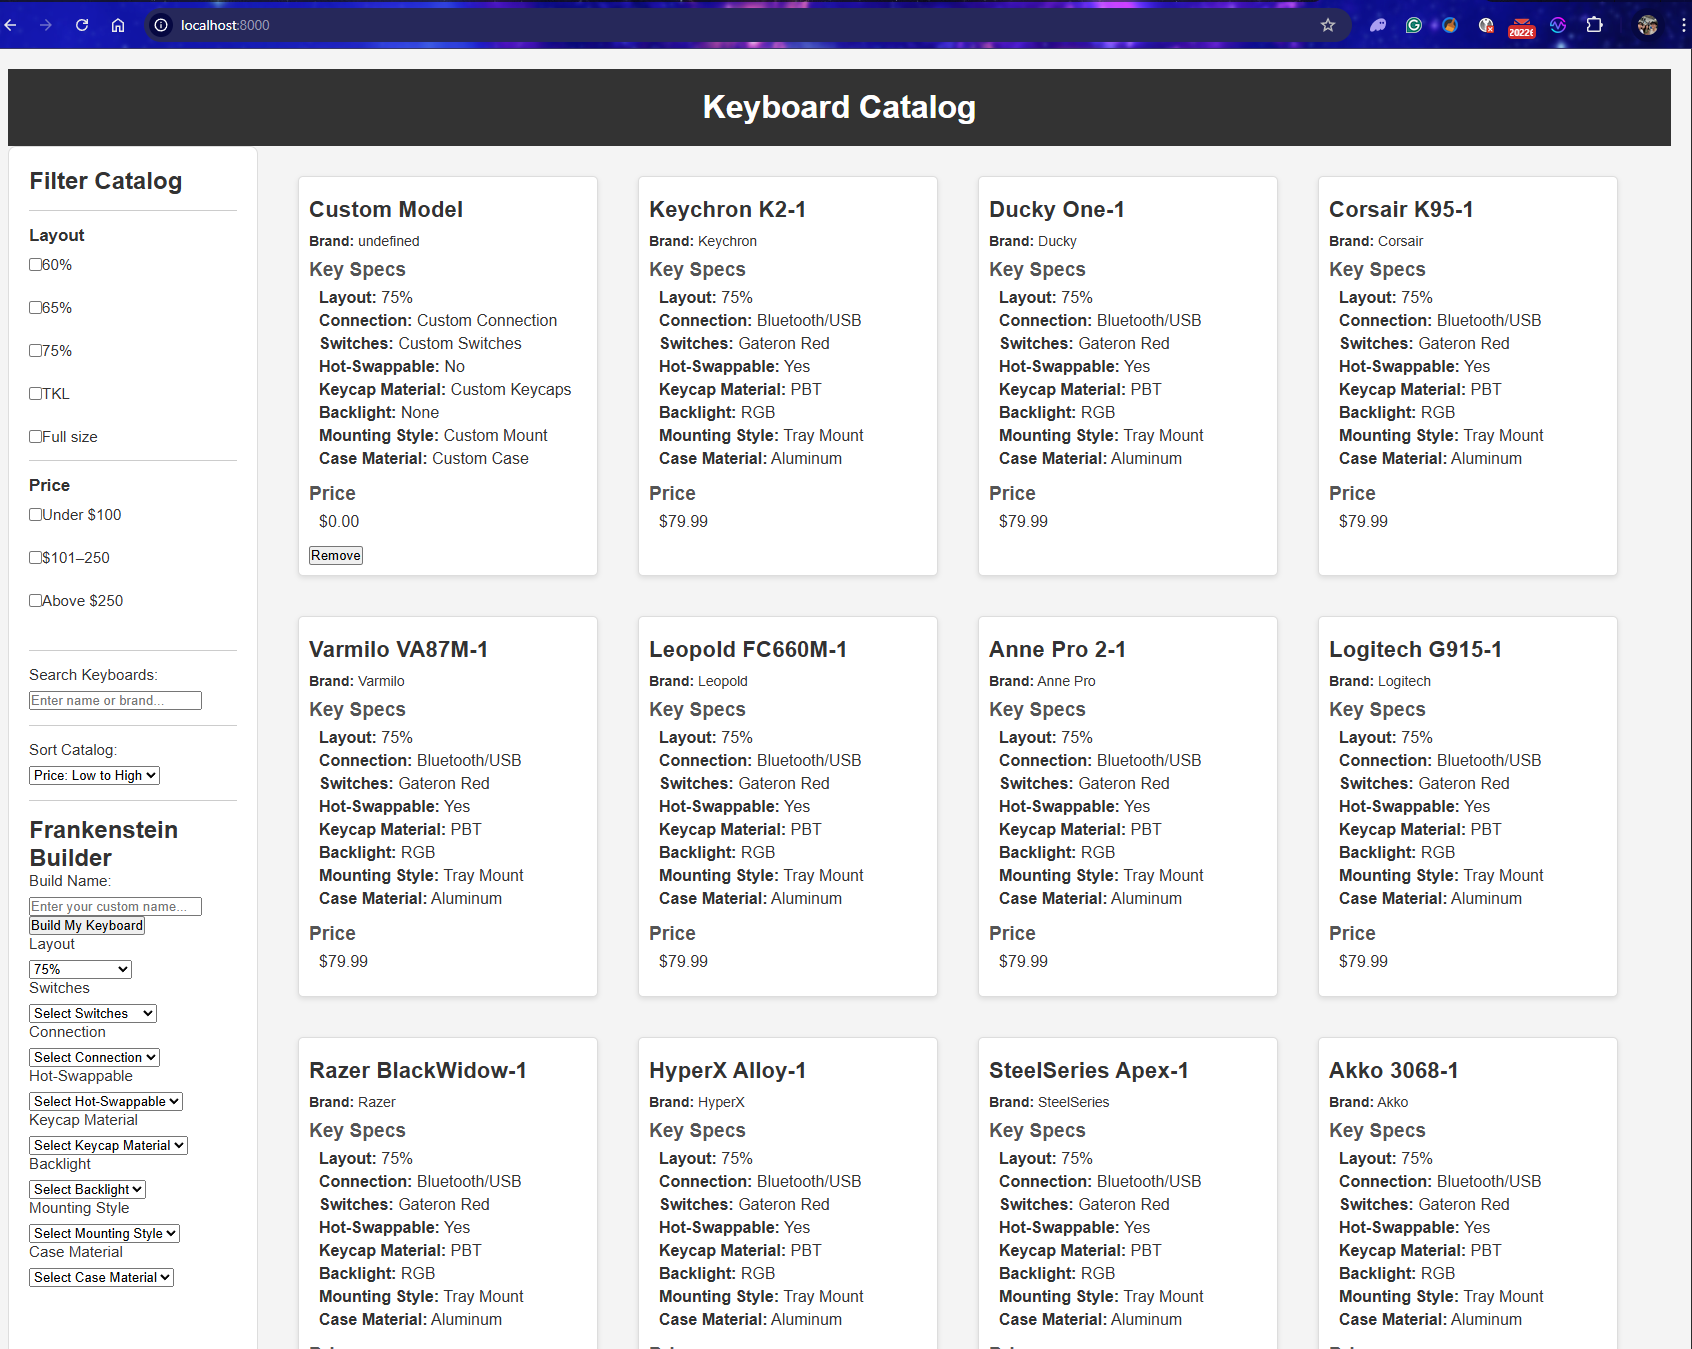 localhost:8000
2022€
Keyboard Catalog
Filter Catalog
Layout
60%
65%
75%
TKL
Full size
Price
Under $100
$101–250
Above $250
Search Keyboards:
Enter name or brand...
Sort Catalog:
Price: Low to High
Frankenstein
Builder
Build Name:
Enter your custom name...
Build My Keyboard
Layout
75%
Switches
Select Switches
Connection
Select Connection
Hot-Swappable
Select Hot-Swappable
Keycap Material
Select Keycap Material
Backlight
Select Backlight
Mounting Style
Select Mounting Style
Case Material
Select Case Material
Custom Model
Brand: undefined
Key Specs
Layout: 75%
Connection: Custom Connection
Switches: Custom Switches
Hot-Swappable: No
Keycap Material: Custom Keycaps
Backlight: None
Mounting Style: Custom Mount
Case Material: Custom Case
Price
$0.00
Remove
Keychron K2-1
Brand: Keychron
Key Specs
Layout: 75%
Connection: Bluetooth/USB
Switches: Gateron Red
Hot-Swappable: Yes
Keycap Material: PBT
Backlight: RGB
Mounting Style: Tray Mount
Case Material: Aluminum
Price
$79.99
Ducky One-1
Brand: Ducky
Key Specs
Layout: 75%
Connection: Bluetooth/USB
Switches: Gateron Red
Hot-Swappable: Yes
Keycap Material: PBT
Backlight: RGB
Mounting Style: Tray Mount
Case Material: Aluminum
Price
$79.99
Corsair K95-1
Brand: Corsair
Key Specs
Layout: 75%
Connection: Bluetooth/USB
Switches: Gateron Red
Hot-Swappable: Yes
Keycap Material: PBT
Backlight: RGB
Mounting Style: Tray Mount
Case Material: Aluminum
Price
$79.99
Varmilo VA87M-1
Brand: Varmilo
Key Specs
Layout: 75%
Connection: Bluetooth/USB
Switches: Gateron Red
Hot-Swappable: Yes
Keycap Material: PBT
Backlight: RGB
Mounting Style: Tray Mount
Case Material: Aluminum
Price
$79.99
Leopold FC660M-1
Brand: Leopold
Key Specs
Layout: 75%
Connection: Bluetooth/USB
Switches: Gateron Red
Hot-Swappable: Yes
Keycap Material: PBT
Backlight: RGB
Mounting Style: Tray Mount
Case Material: Aluminum
Price
$79.99
Anne Pro 2-1
Brand: Anne Pro
Key Specs
Layout: 75%
Connection: Bluetooth/USB
Switches: Gateron Red
Hot-Swappable: Yes
Keycap Material: PBT
Backlight: RGB
Mounting Style: Tray Mount
Case Material: Aluminum
Price
$79.99
Logitech G915-1
Brand: Logitech
Key Specs
Layout: 75%
Connection: Bluetooth/USB
Switches: Gateron Red
Hot-Swappable: Yes
Keycap Material: PBT
Backlight: RGB
Mounting Style: Tray Mount
Case Material: Aluminum
Price
$79.99
Razer BlackWidow-1
Brand: Razer
Key Specs
Layout: 75%
Connection: Bluetooth/USB
Switches: Gateron Red
Hot-Swappable: Yes
Keycap Material: PBT
Backlight: RGB
Mounting Style: Tray Mount
Case Material: Aluminum
HyperX Alloy-1
Brand: HyperX
Key Specs
Layout: 75%
Connection: Bluetooth/USB
Switches: Gateron Red
Hot-Swappable: Yes
Keycap Material: PBT
Backlight: RGB
Mounting Style: Tray Mount
Case Material: Aluminum
SteelSeries Apex-1
Brand: SteelSeries
Key Specs
Layout: 75%
Connection: Bluetooth/USB
Switches: Gateron Red
Hot-Swappable: Yes
Keycap Material: PBT
Backlight: RGB
Mounting Style: Tray Mount
Case Material: Aluminum
Akko 3068-1
Brand: Akko
Key Specs
Layout: 75%
Connection: Bluetooth/USB
Switches: Gateron Red
Hot-Swappable: Yes
Keycap Material: PBT
Backlight: RGB
Mounting Style: Tray Mount
Case Material: Aluminum